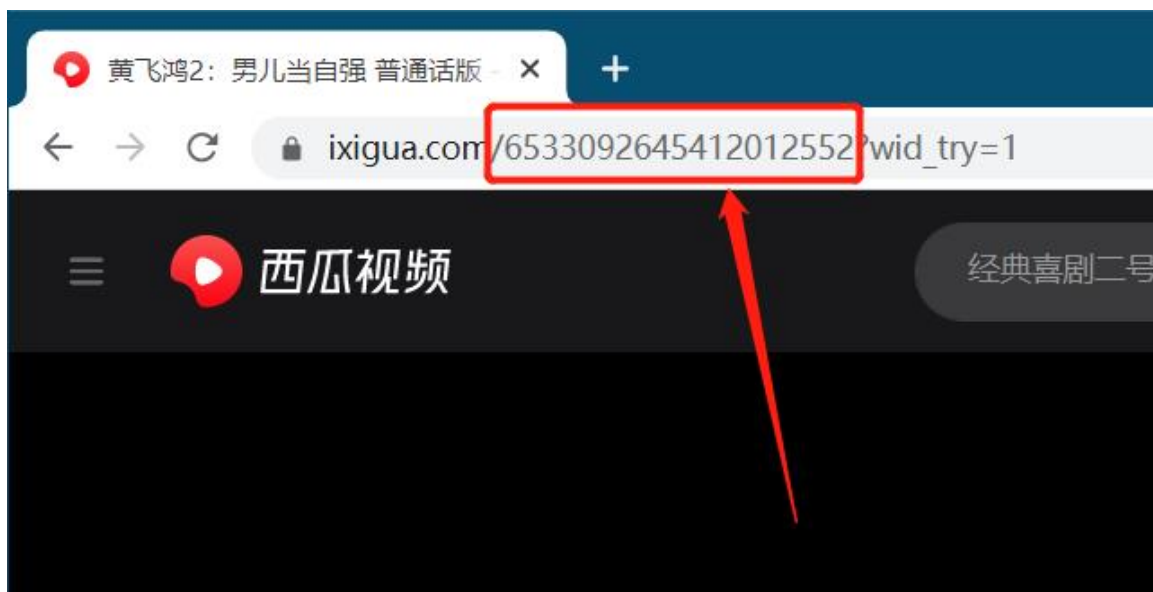 黄飞鸿2：男儿当自强 普通话版 -
ixigua.com/6533092645412012552?wid_try=1
西瓜视频
经典喜剧二号